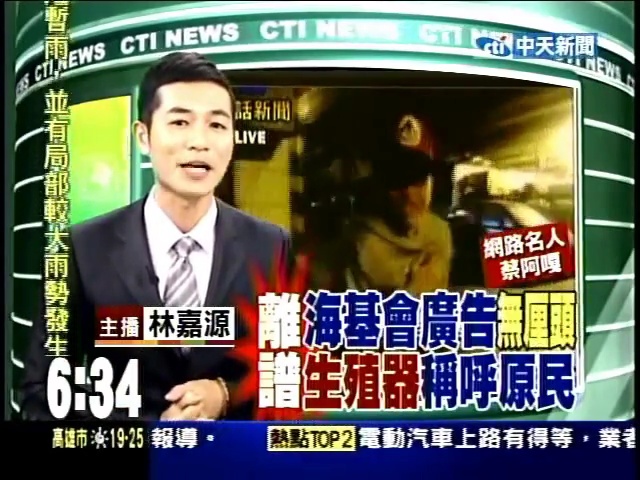 暫雨，並有局部較大雨勢發生
CTI NEWS
CTI NEWS
CTI NEWS
CTI NEWS
cti 中天新聞
話新聞
LIVE
網路名人
蔡阿嘎
主播 林嘉源
離譜
海基會廣告無厘頭
生殖器稱呼原民
6:34
高雄市 19-25 報導。 熱點TOP2 電動汽車上路有得等，業者